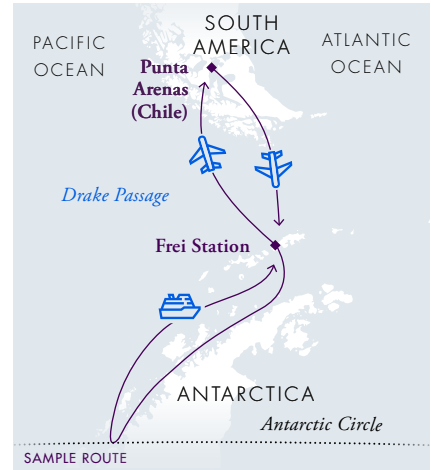 SOUTH
AMERICA
PACIFIC
OCEAN
ATLANTIC
OCEAN
Punta
Arenas
(Chile)
Drake Passage
Frei Station
ANTARCTICA
Antarctic Circle
SAMPLE ROUTE